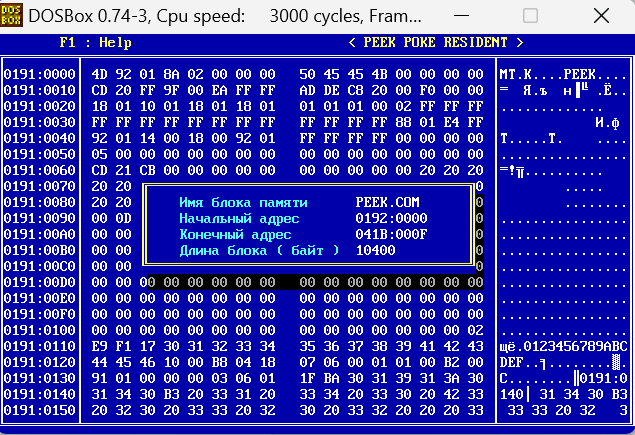 DOSBox 0.74-3, Cpu speed: 3000 cycles, Fram...
F1 : Help < PEEK POKE RESIDENT >
0191:0000 4D 92 01 8A 02 00 00 00 50 45 45 4B 00 00 00 00 MТ.К....PEEK....
0191:0010 CD 20 FF 9F 00 EA FF FF AD DE C8 20 00 F0 00 00
0191:0020 18 01 10 01 18 01 18 01 01 01 01 00 02 FF FF FF ................
0191:0030 FF FF FF FF FF FF FF FF FF FF FF FF 88 01 E4 FF И.ф
0191:0040 92 01 14 00 18 00 92 01 FF FF FF FF 00 00 00 00 Т.....Т. ....
0191:0050 05 00 00 00 00 00 00 00 00 00 00 00 00 00 00 00 ................
0191:0060 CD 21 CB 00 00 00 00 00 00 00 00 00 00 20 20 20 ═!╦..........
0191:0070 20 20 0 .....
0191:0080 20 20 0 ....
0191:0090 00 0D 0 ................
0191:00A0 00 00 0 ................
0191:00B0 00 00 0 ................
0191:00C0 00 00 0 ................
0191:00D0 00 00 00 00 00 00 00 00 00 00 00 00 00 00 00 00 ................
0191:00E0 00 00 00 00 00 00 00 00 00 00 00 00 00 00 00 00 ................
0191:00F0 00 00 00 00 00 00 00 00 00 00 00 00 00 00 00 00 ................
0191:0100 00 00 00 00 00 00 00 00 00 00 00 00 00 00 00 02 ................
0191:0110 E9 F1 17 30 31 32 33 34 35 36 37 38 39 41 42 43 щё.0123456789ABC
0191:0120 44 45 46 10 00 B8 04 18 07 06 00 01 01 00 B2 00 DEF..╕........▓.
0191:0130 91 01 00 00 00 03 06 01 1F BA 30 31 39 31 3A 30 С........║0191:0
0191:0140 31 34 30 B3 20 33 31 20 33 34 20 33 30 20 42 33 140│ 31 34 30 B3
0191:0150 20 32 30 20 33 33 20 32 30 20 33 32 20 33 30 20 33 33 20 32 3
Имя блока памяти PEEK.COM
Начальный адрес 0192:0000
Конечный адрес 041B:000F
Длина блока ( байт ) 10400